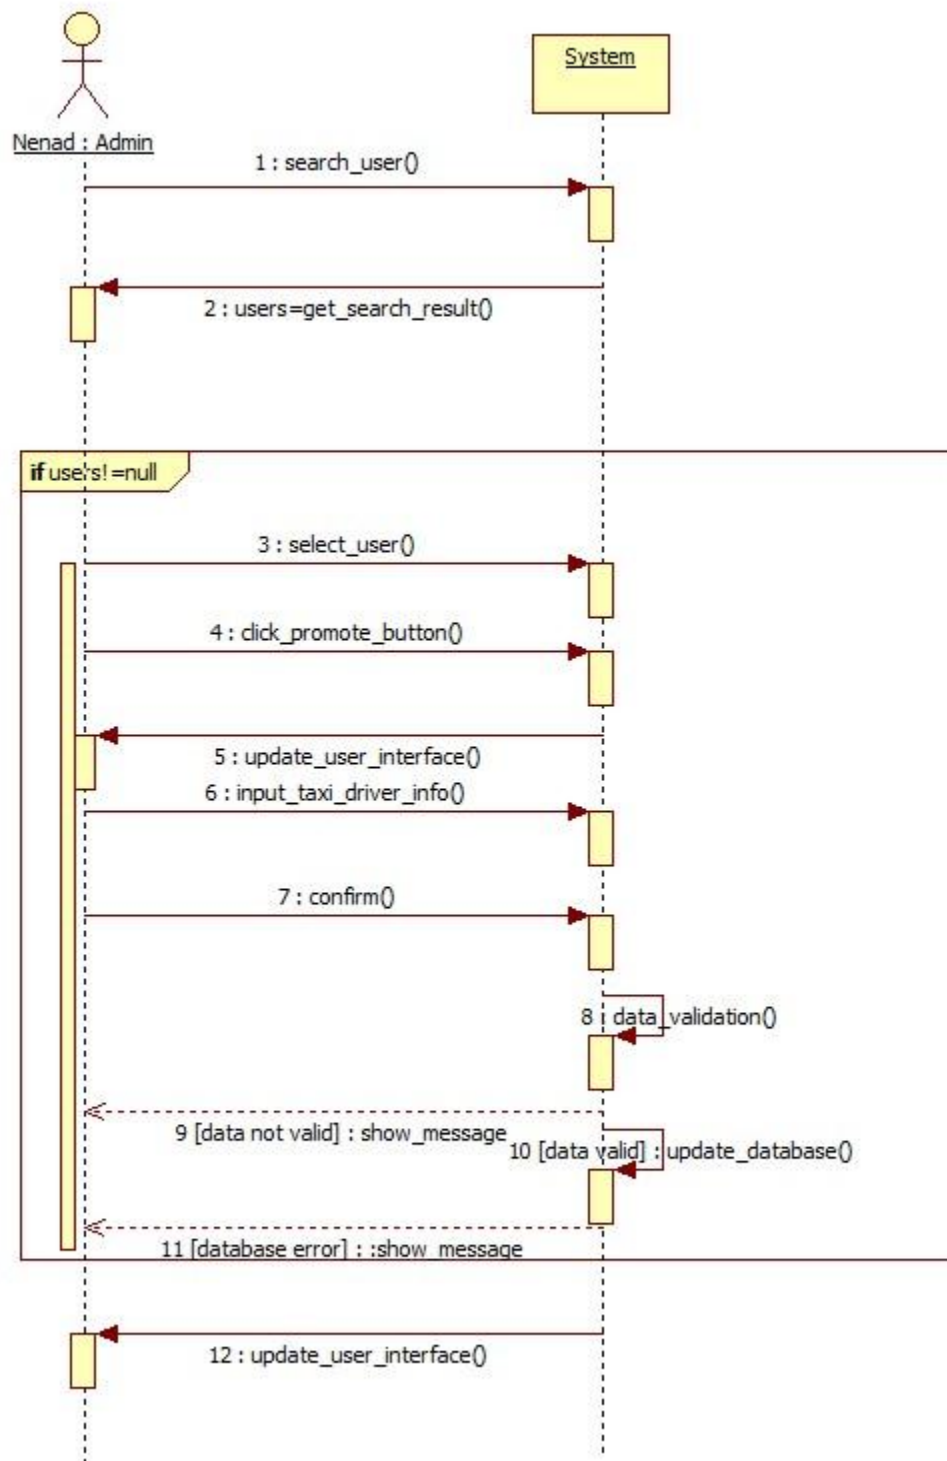 System
Nenad : Admin
1 : search_user()
2 : users=get_search_result()
if users!=null
3 : select_user()
4 : click_promote_button()
5 : update_user_interface()
6 : input_taxi_driver_info()
7 : confirm()
8 : data_validation()
9 [data not valid] : show_message
10 [data valid] : update_database()
11 [database error] : :show_message
12 : update_user_interface()